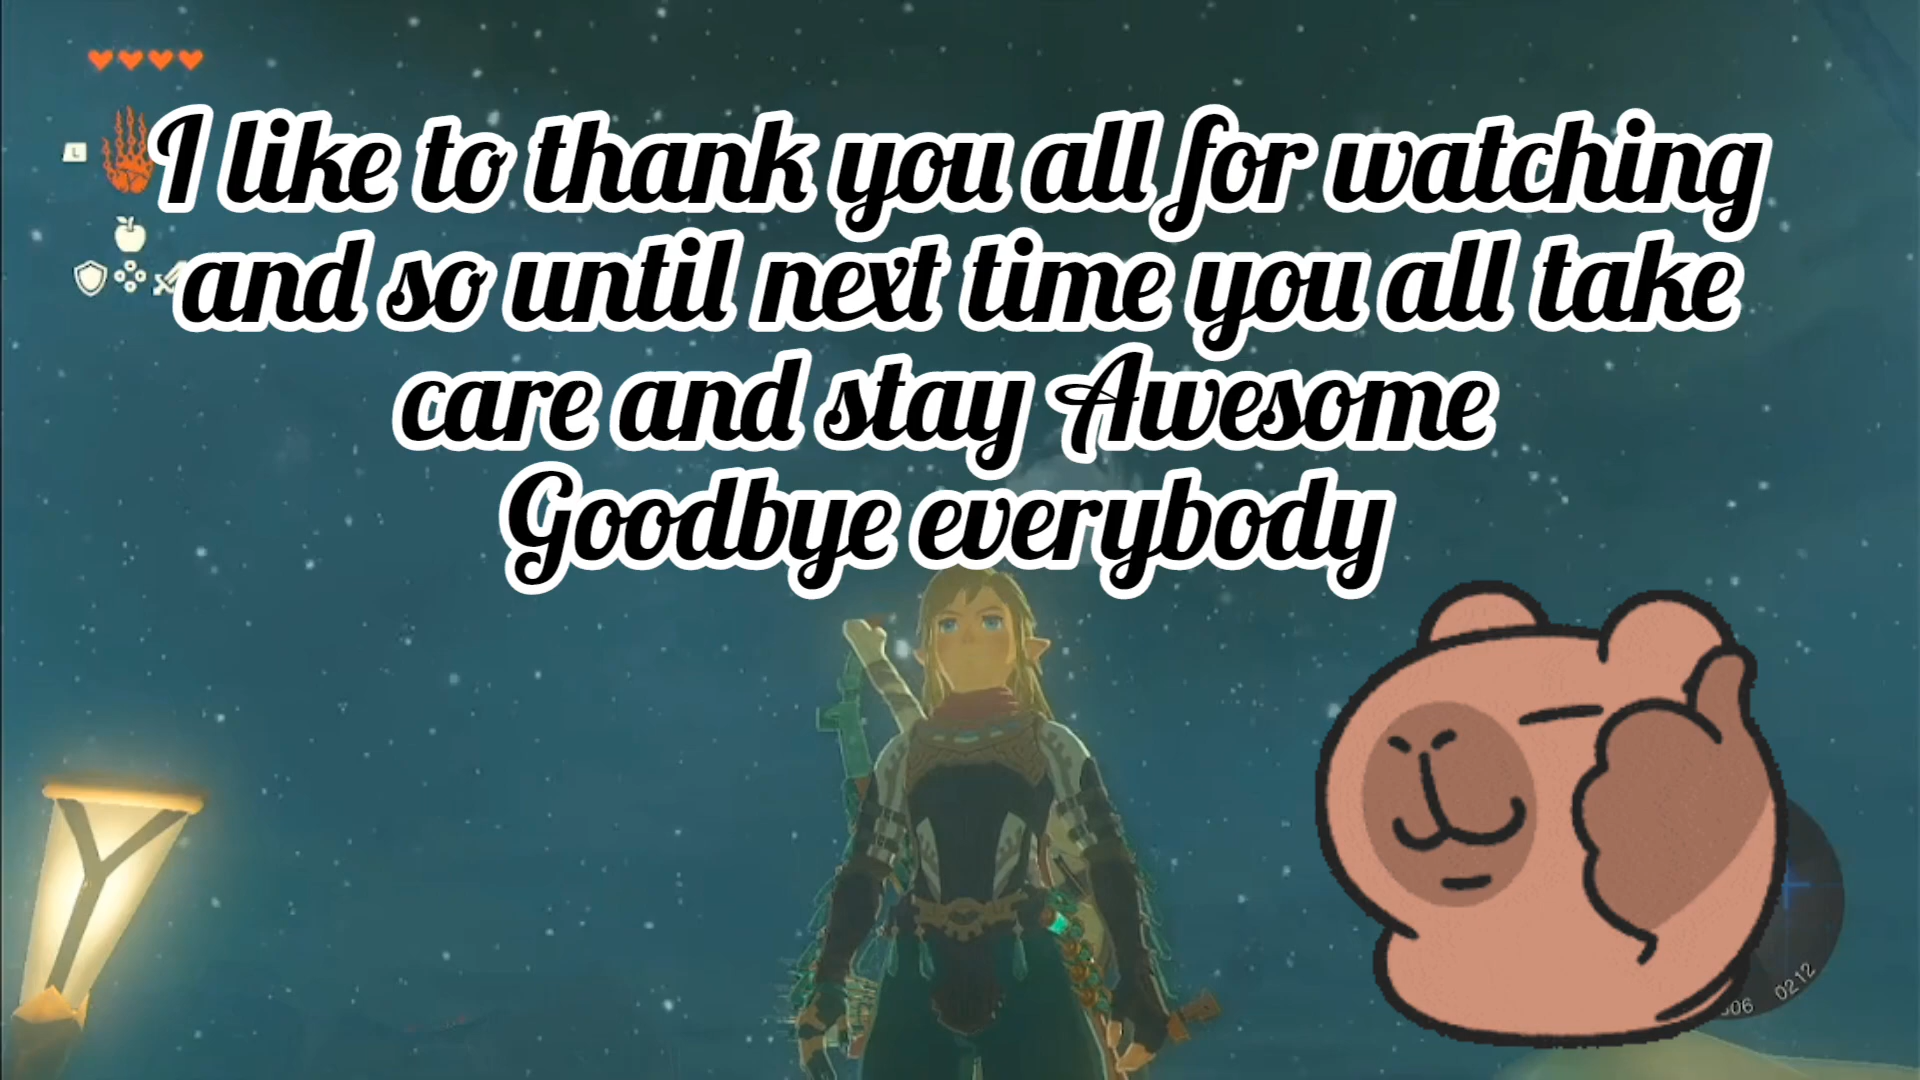 L
I like to thank you all for watching
and so until next time you all take
care and stay Awesome
Goodbye everybody
0212